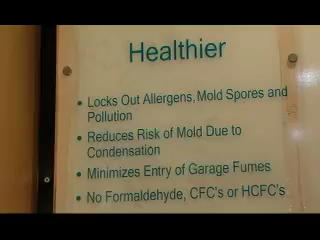 Healthier
• Locks Out Allergens, Mold Spores and
Pollution
• Reduces Risk of Mold Due to
Condensation
• Minimizes Entry of Garage Fumes
• No Formaldehyde, CFC's or HCFC's